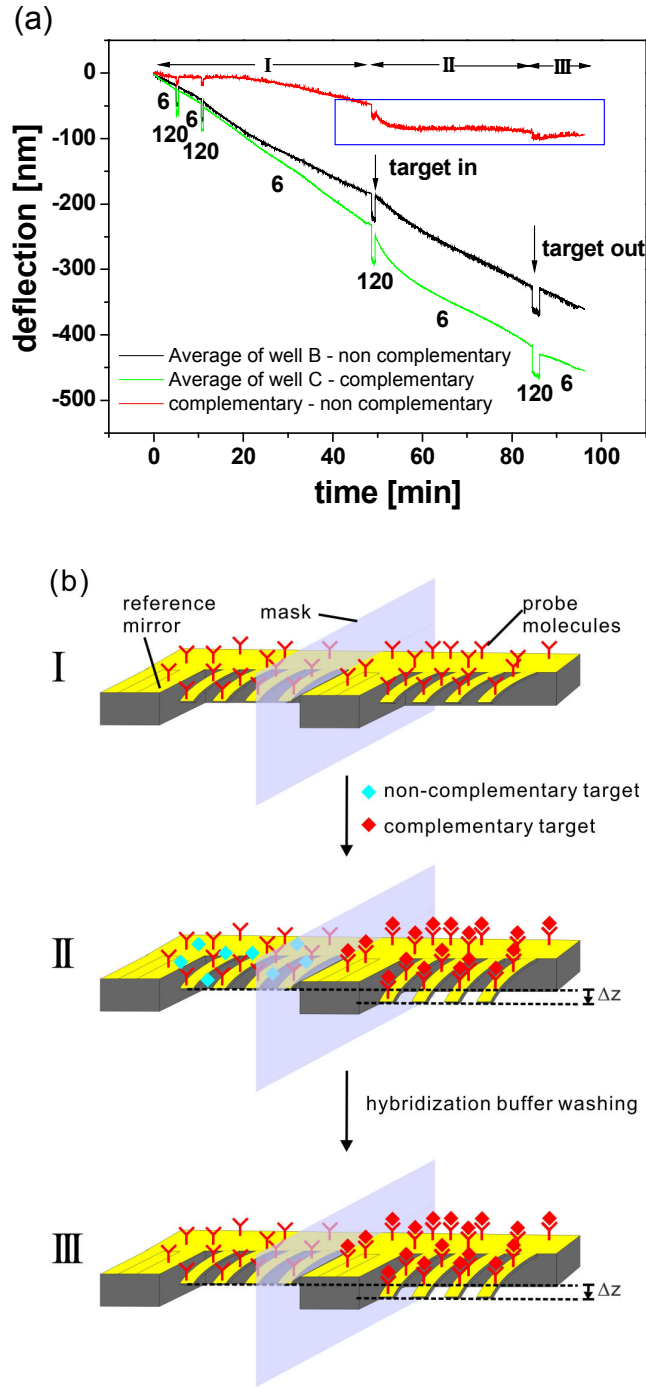 (a)
I II III
0
-100
-200
-300
-400
-500
deflection [nm]
6 6
120 120
6
target in
120
6
target out
120 6
Average of well B - non complementary
Average of well C - complementary
complementary - non complementary
0 20 40 60 80 100
time [min]
(b)
reference mirror
mask
probe molecules
I
non-complementary target
complementary target
II
Δz
hybridization buffer washing
III
Δz